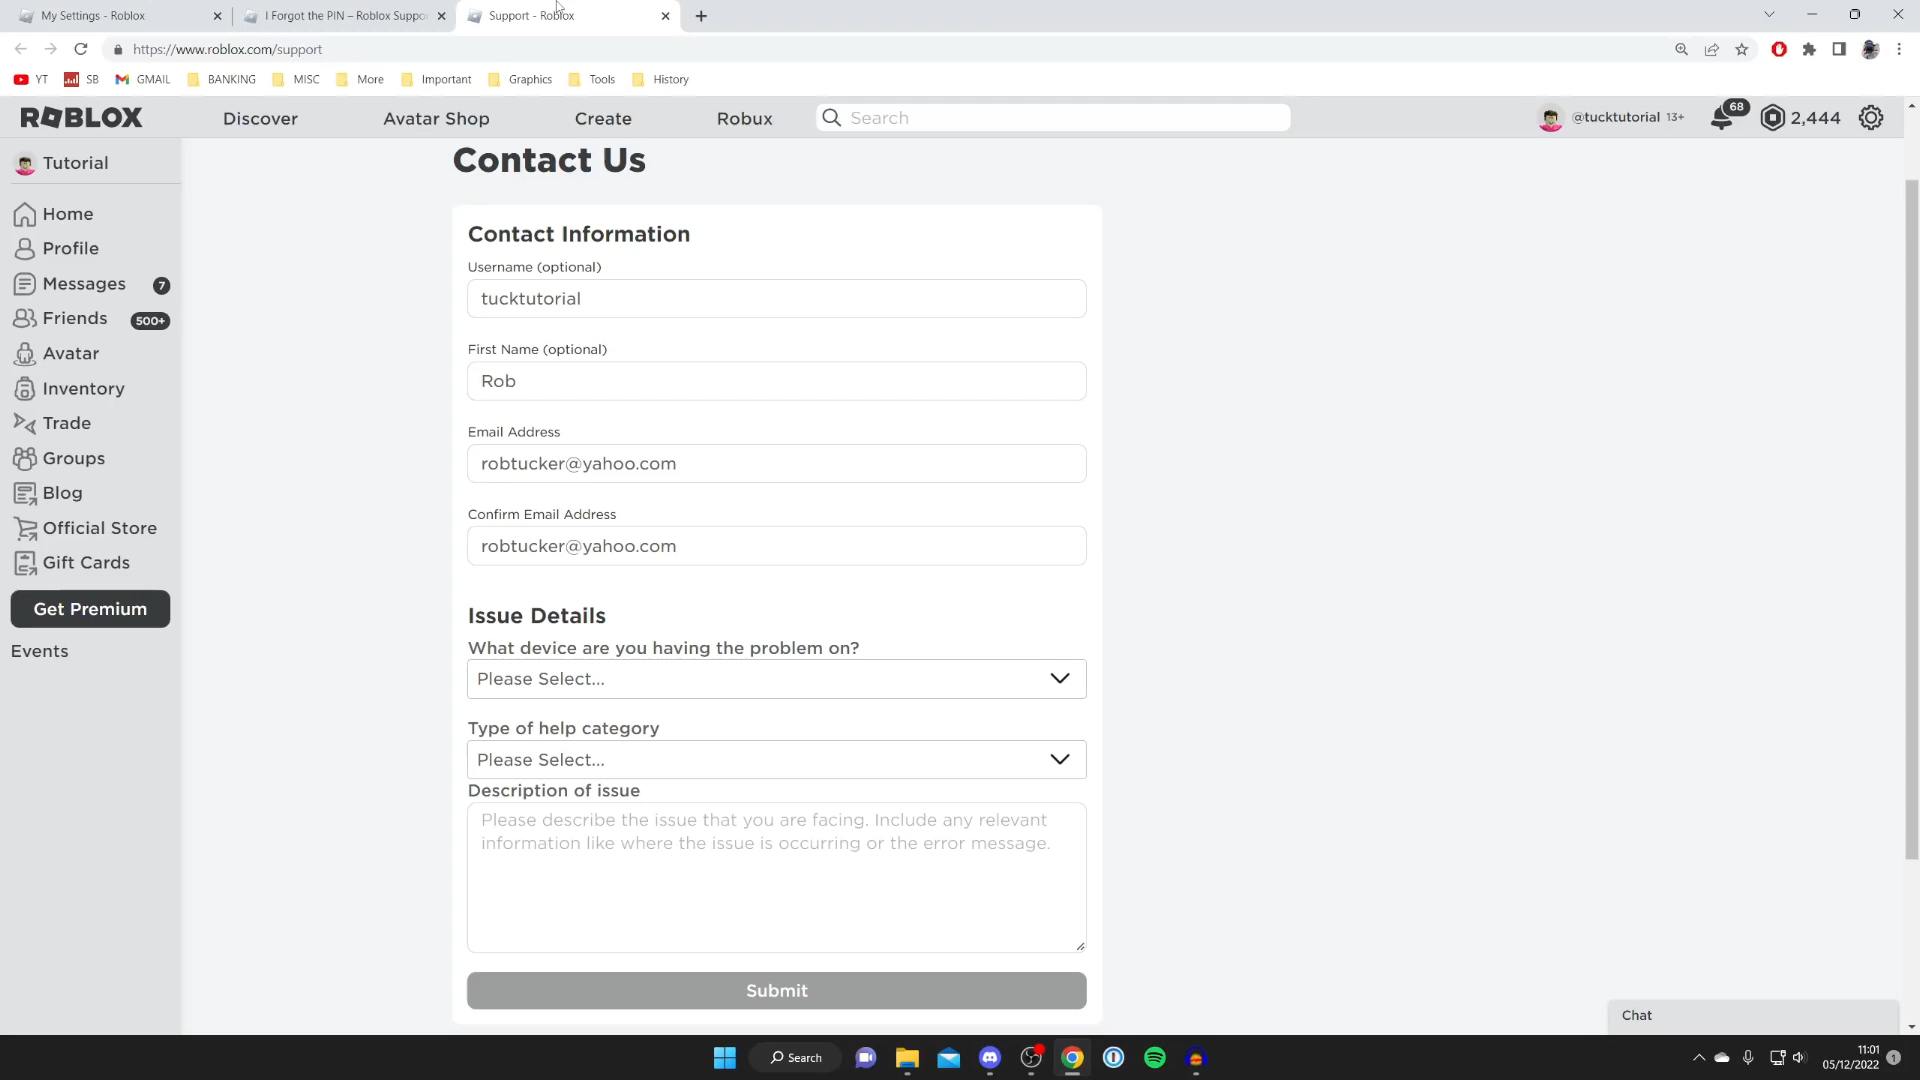 My Settings - Roblox
I Forgot the PIN – Roblox Suppo
Support - Roblox
https://www.roblox.com/support
YT
SB
GMAIL
BANKING
MISC
More
Important
Graphics
Tools
History
ROBLOX
Discover
Avatar Shop
Create
Robux
Search
@tucktutorial 13+
68
2,444
Tutorial
Home
Profile
Messages 7
Friends 500+
Avatar
Inventory
Trade
Groups
Blog
Official Store
Gift Cards
Get Premium
Events
Contact Us
Contact Information
Username (optional)
tucktutorial
First Name (optional)
Rob
Email Address
robtucker@yahoo.com
Confirm Email Address
robtucker@yahoo.com
Issue Details
What device are you having the problem on?
Please Select...
Type of help category
Please Select...
Description of issue
Please describe the issue that you are facing. Include any relevant
information like where the issue is occurring or the error message.
Submit
Chat
Search
11:01
05/12/2022
1